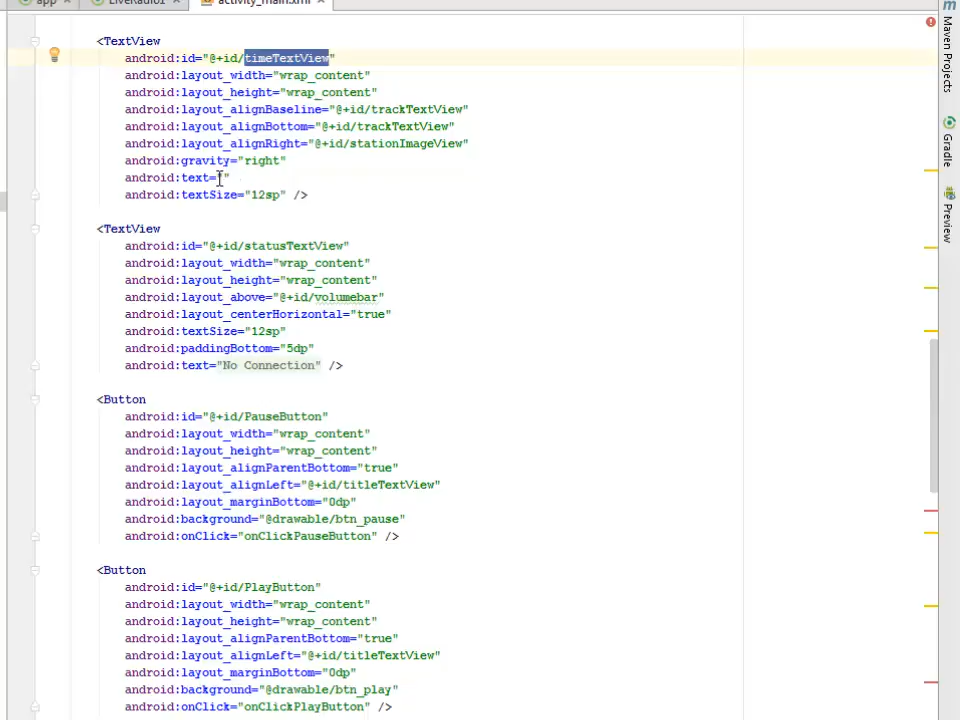 app
LiveRadio1
activity_main.xml
<TextView
android:id="@+id/timeTextView"
android:layout_width="wrap_content"
android:layout_height="wrap_content"
android:layout_alignBaseline="@+id/trackTextView"
android:layout_alignBottom="@+id/trackTextView"
android:layout_alignRight="@+id/stationImageView"
android:gravity="right"
android:text=""
android:textSize="12sp" />
<TextView
android:id="@+id/statusTextView"
android:layout_width="wrap_content"
android:layout_height="wrap_content"
android:layout_above="@+id/volumebar"
android:layout_centerHorizontal="true"
android:textSize="12sp"
android:paddingBottom="5dp"
android:text="No Connection" />
<Button
android:id="@+id/PauseButton"
android:layout_width="wrap_content"
android:layout_height="wrap_content"
android:layout_alignParentBottom="true"
android:layout_alignLeft="@+id/titleTextView"
android:layout_marginBottom="0dp"
android:background="@drawable/btn_pause"
android:onClick="onClickPauseButton" />
<Button
android:id="@+id/PlayButton"
android:layout_width="wrap_content"
android:layout_height="wrap_content"
android:layout_alignParentBottom="true"
android:layout_alignLeft="@+id/titleTextView"
android:layout_marginBottom="0dp"
android:background="@drawable/btn_play"
android:onClick="onClickPlayButton" />
m
Maven Projects
Gradle
Preview